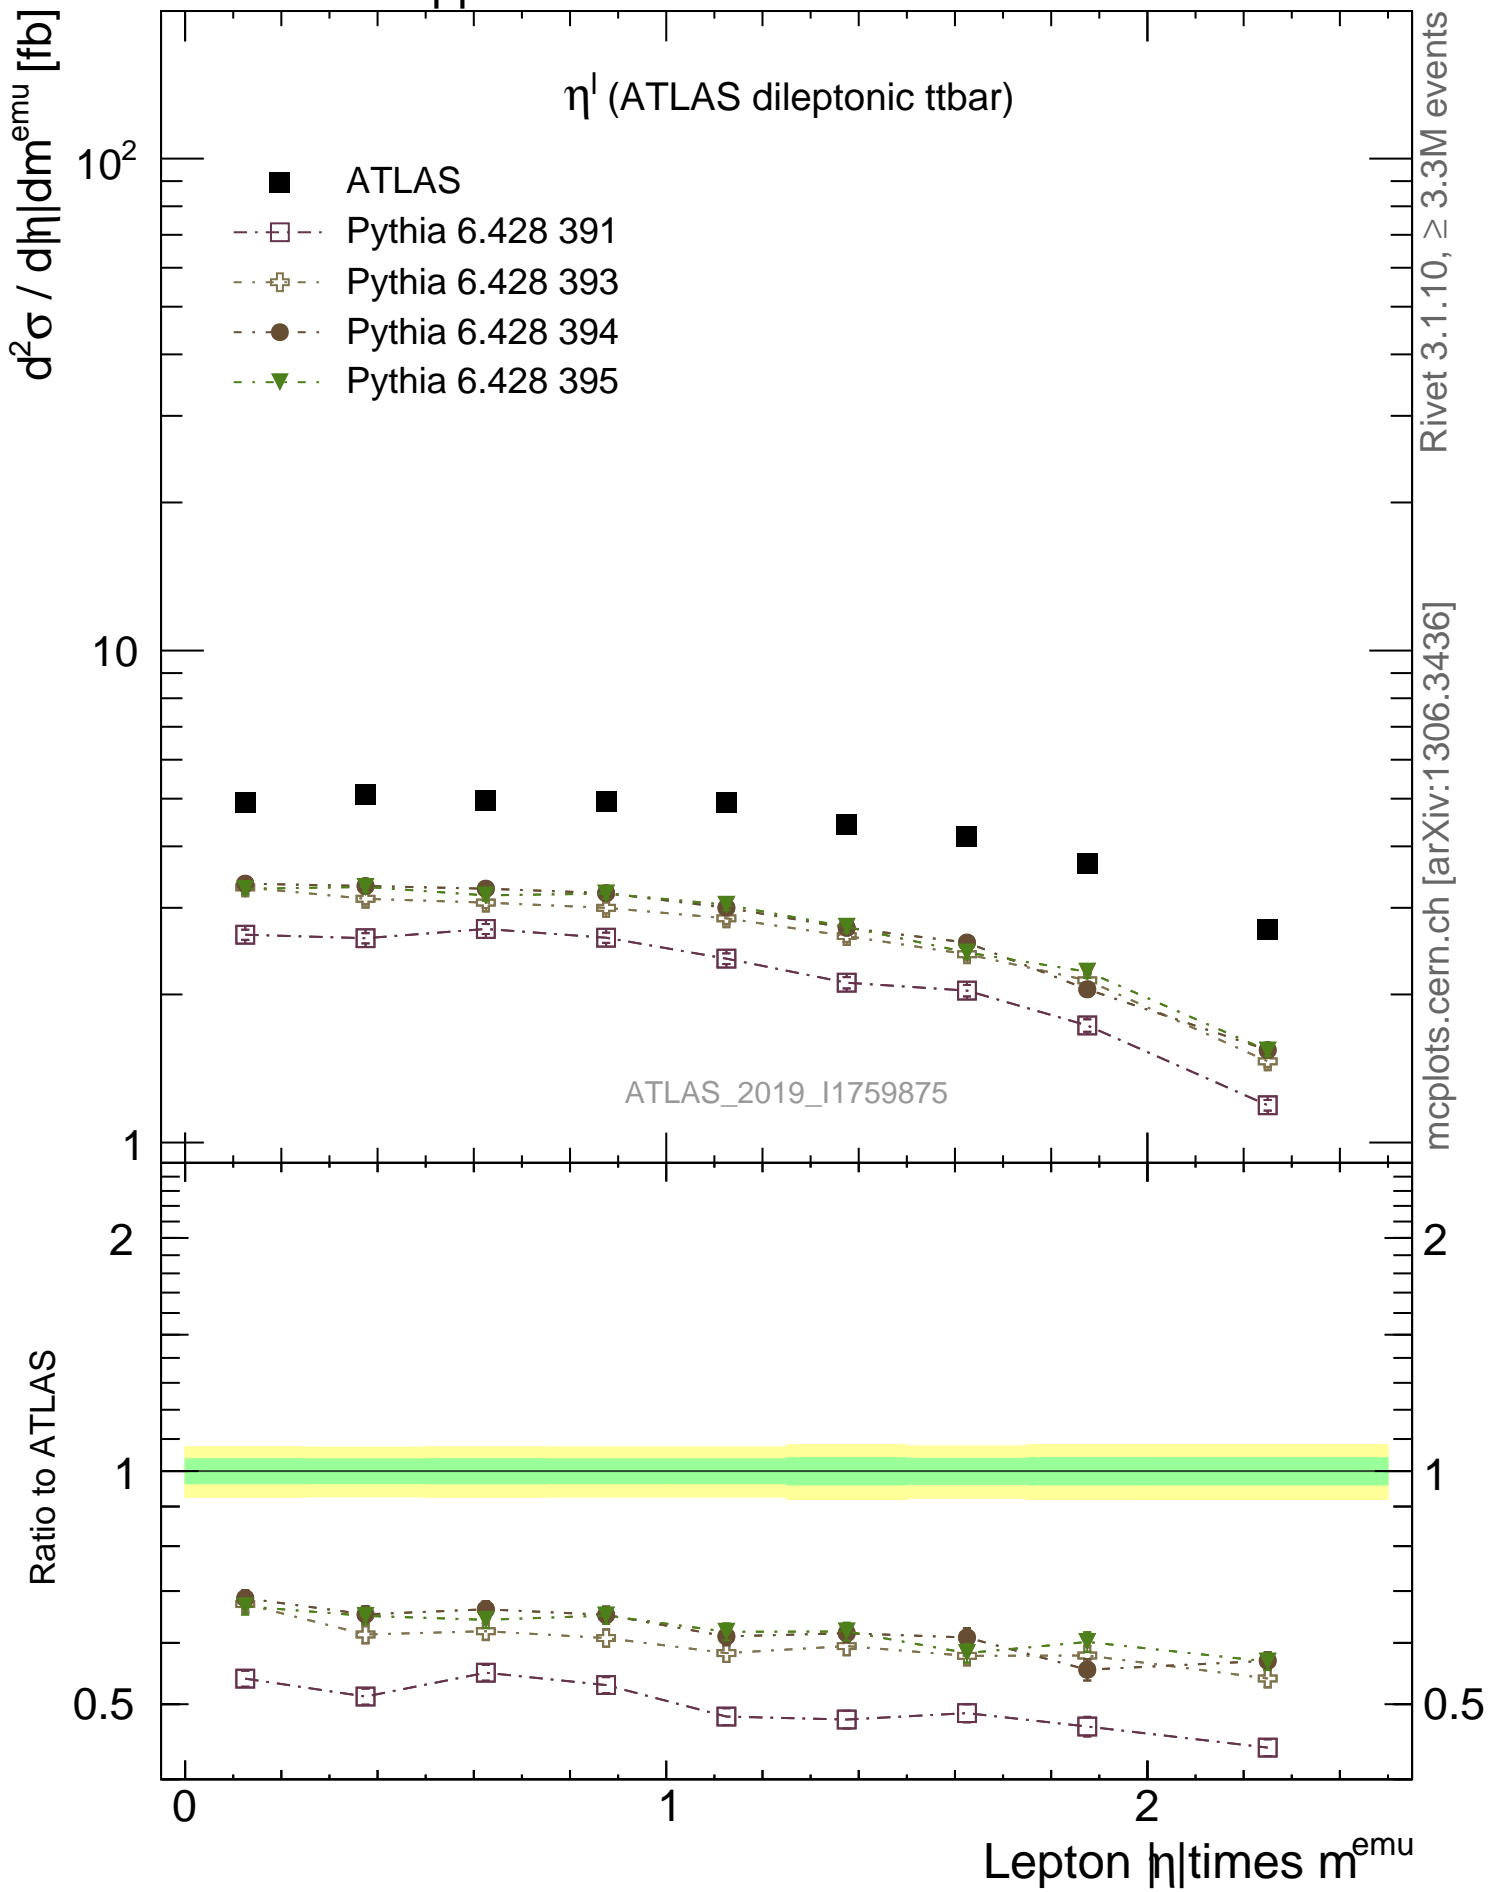 η^l (ATLAS dileptonic ttbar)
d²σ / d|η|dm^emu [fb]
ATLAS
Pythia 6.428 391
Pythia 6.428 393
Pythia 6.428 394
Pythia 6.428 395
10²
10
1
ATLAS_2019_I1759875
Rivet 3.1.10, ≥ 3.3M events
mcplots.cern.ch [arXiv:1306.3436]
Ratio to ATLAS
2
1
0.5
2
1
0.5
0
1
2
Lepton |η|times m^emu